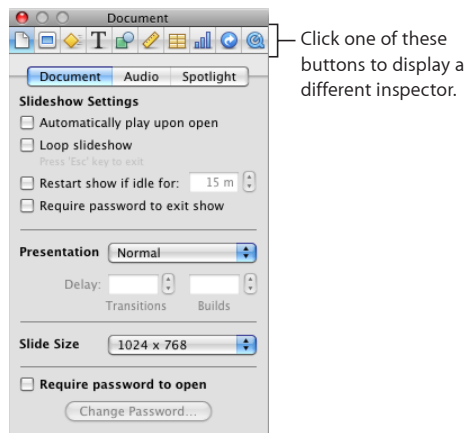 Document
T
Click one of these
buttons to display a
different inspector.
Document Audio Spotlight
Slideshow Settings
Automatically play upon open
Loop slideshow
Press 'Esc' key to exit
Restart show if idle for: 15 m
Require password to exit show
Presentation Normal
Delay:
Transitions Builds
Slide Size 1024 x 768
Require password to open
Change Password...